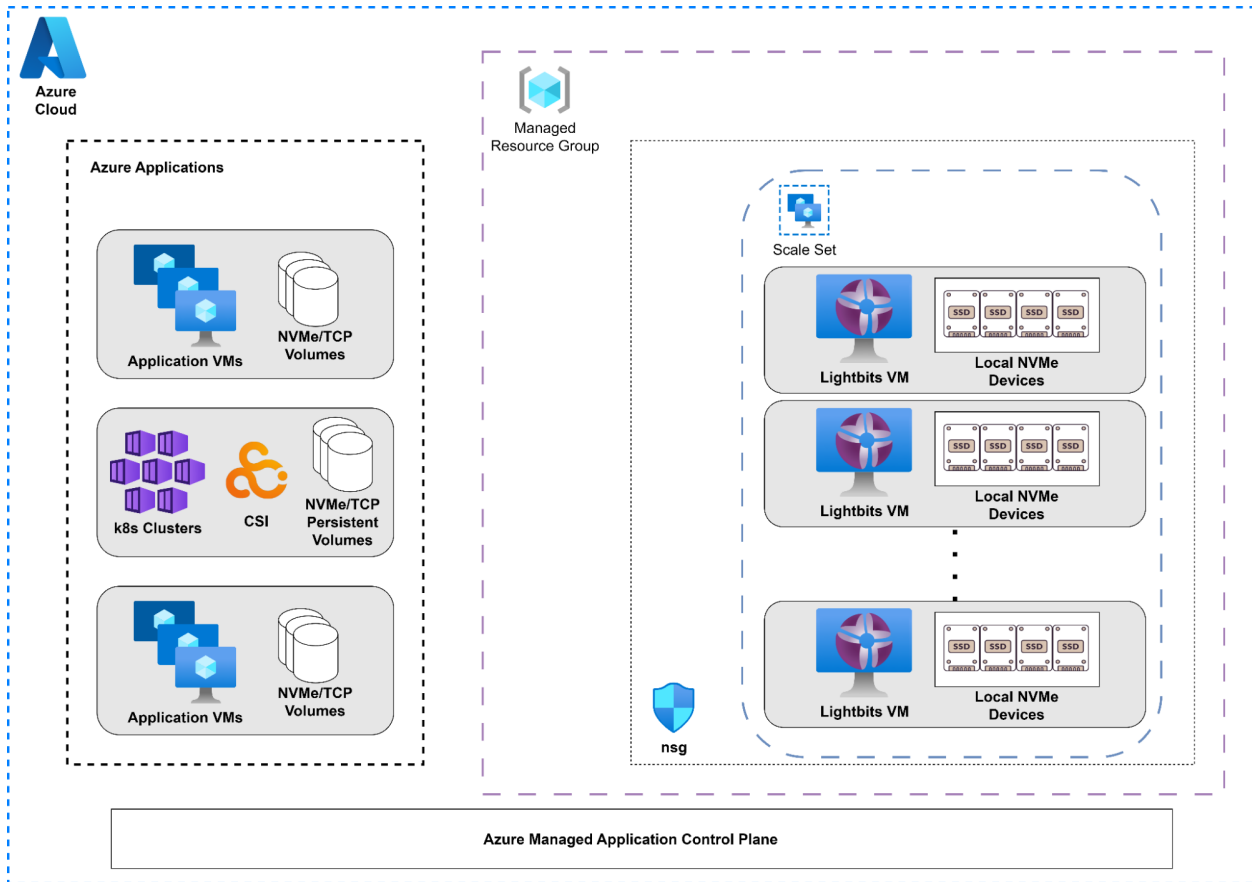 Azure
Cloud
Azure Applications
Application VMs
NVMe/TCP
Volumes
k8s Clusters
CSI
NVMe/TCP
Persistent
Volumes
Application VMs
NVMe/TCP
Volumes
Managed
Resource Group
Scale Set
Lightbits VM
SSD SSD SSD SSD
Local NVMe
Devices
Lightbits VM
SSD SSD SSD SSD
Local NVMe
Devices
Lightbits VM
SSD SSD SSD SSD
Local NVMe
Devices
nsg
Azure Managed Application Control Plane